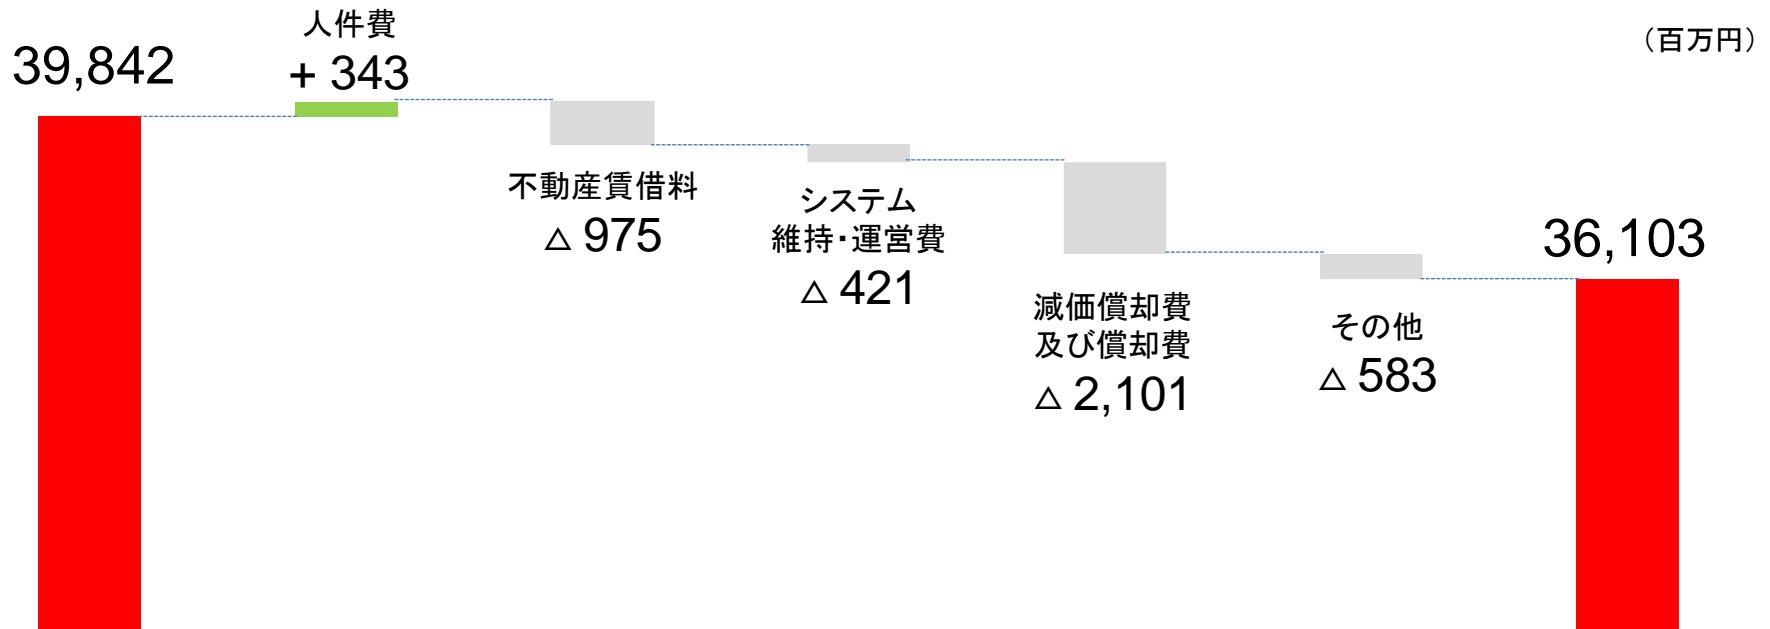 （百万円）
39,842
人件費
+ 343
不動産賃借料
△ 975
システム
維持・運営費
△ 421
減価償却費
及び償却費
△ 2,101
その他
△ 583
36,103